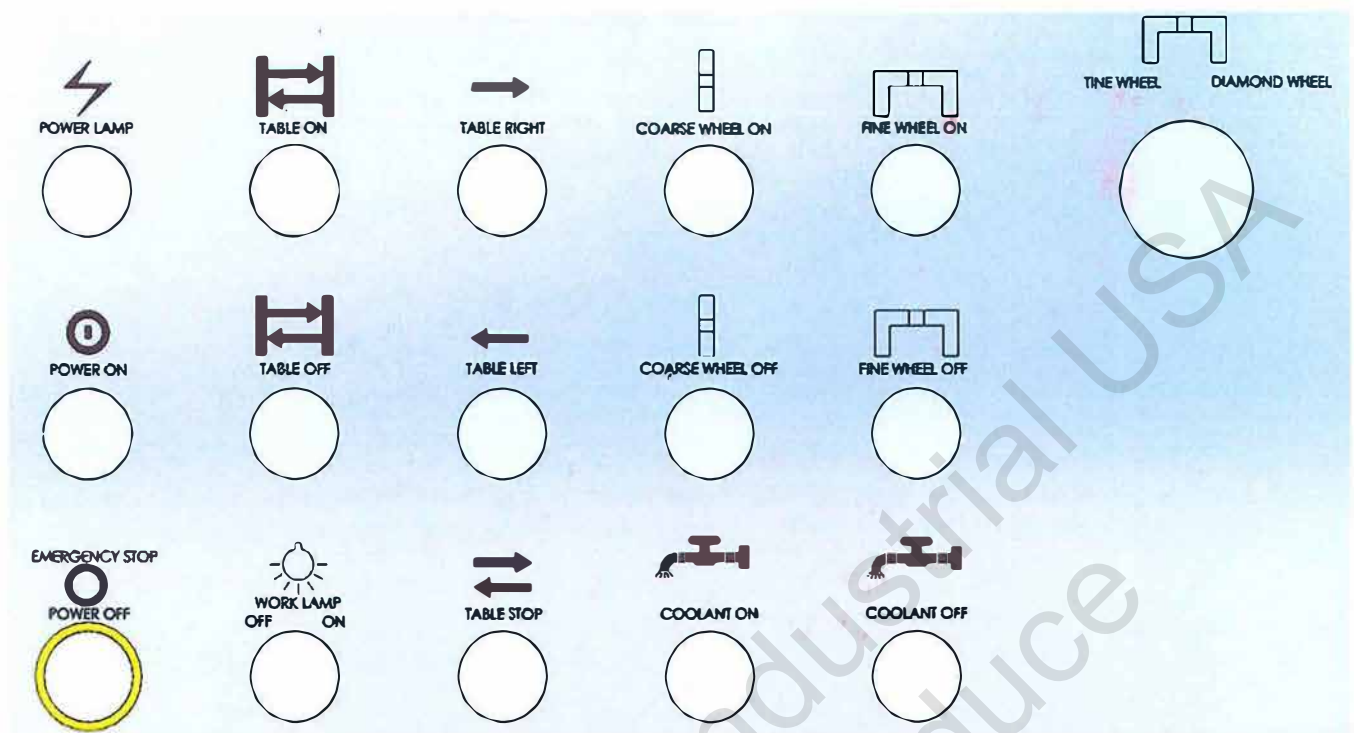 TINE WHEEL DIAMOND WHEEL
POWER LAMP TABLE ON TABLE RIGHT COARSE WHEEL ON FINE WHEEL ON
POWER ON TABLE OFF TABLE LEFT COARSE WHEEL OFF FINE WHEEL OFF
EMERGENCY STOP
POWER OFF
WORK LAMP
OFF ON
TABLE STOP COOLANT ON COOLANT OFF
Industrial USA